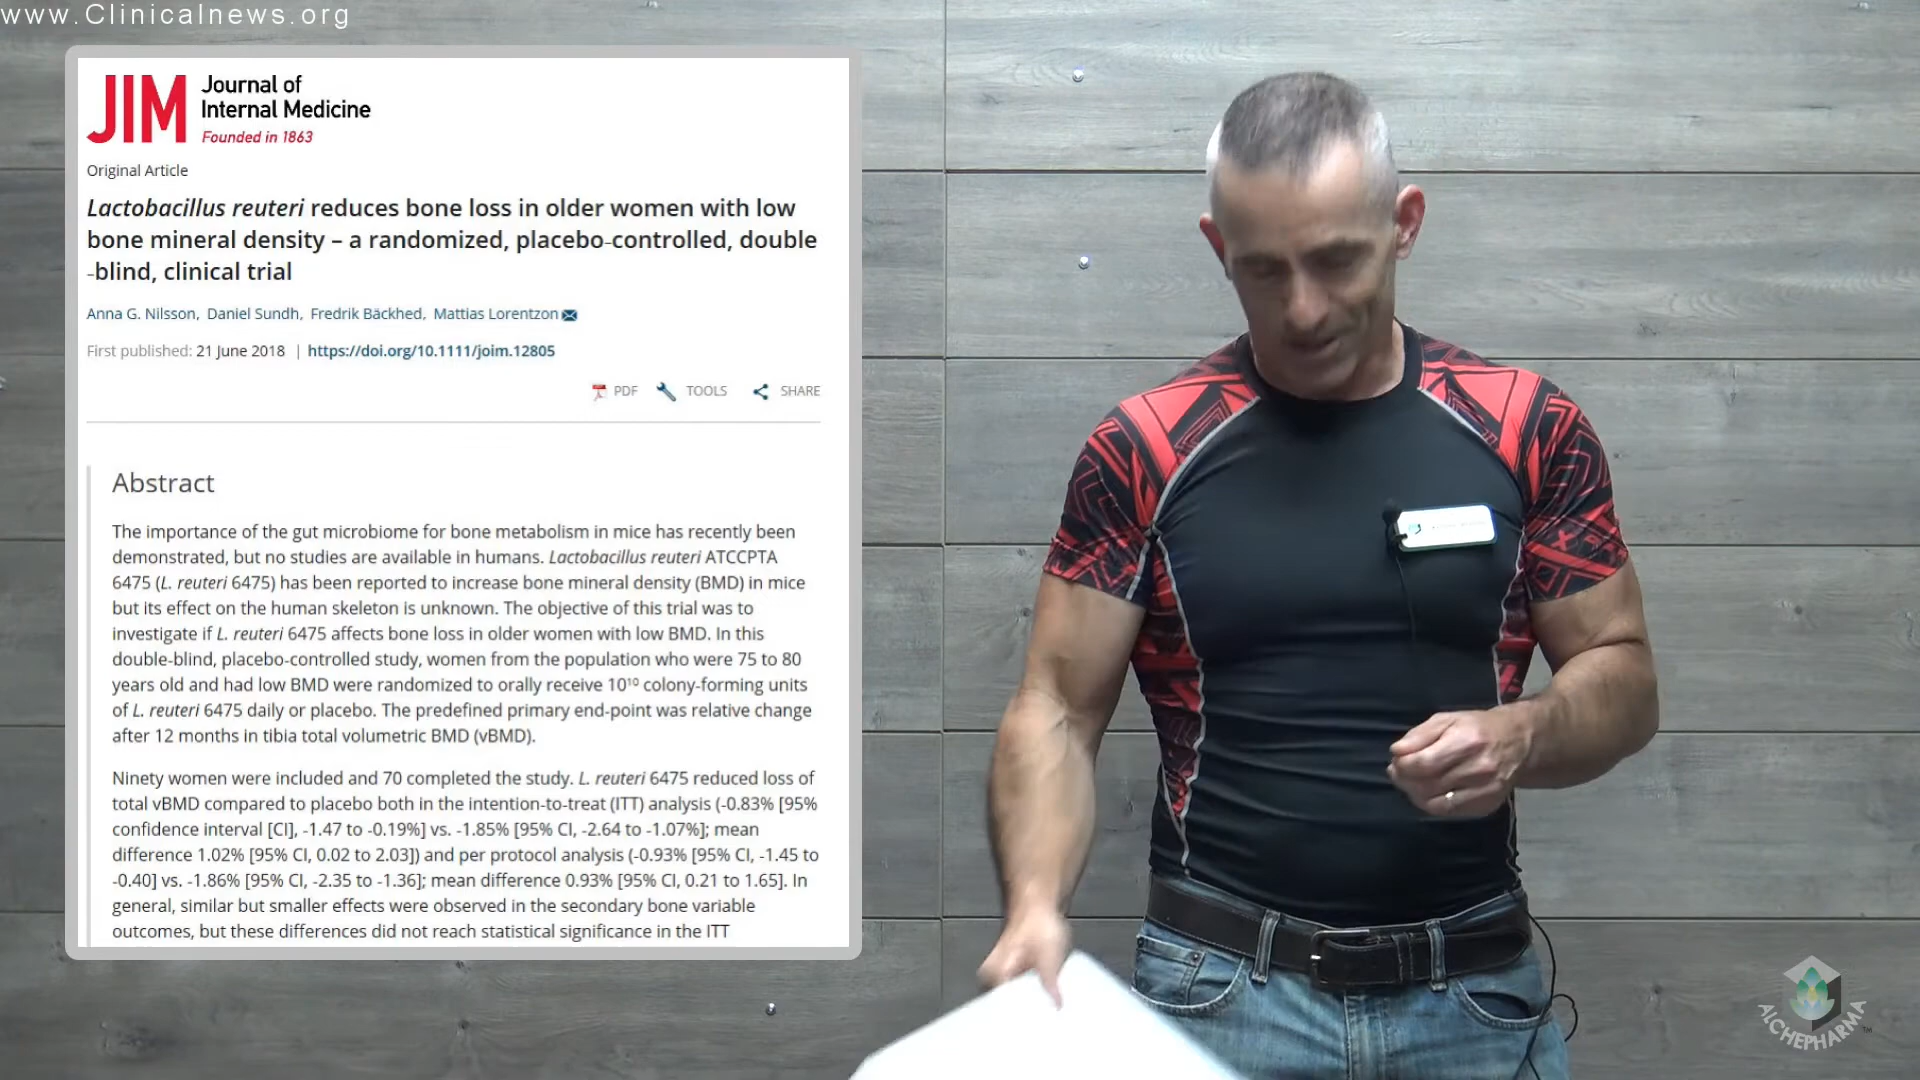 www.Clinicalnews.org
JIM
Journal of
Internal Medicine
Founded in 1863
Original Article
Lactobacillus reuteri reduces bone loss in older women with low
bone mineral density – a randomized, placebo-controlled, double
-blind, clinical trial
Anna G. Nilsson, Daniel Sundh, Fredrik Bäckhed, Mattias Lorentzon
First published: 21 June 2018 | https://doi.org/10.1111/joim.12805
PDF TOOLS SHARE
Abstract
The importance of the gut microbiome for bone metabolism in mice has recently been
demonstrated, but no studies are available in humans. Lactobacillus reuteri ATCCPTA
6475 (L. reuteri 6475) has been reported to increase bone mineral density (BMD) in mice
but its effect on the human skeleton is unknown. The objective of this trial was to
investigate if L. reuteri 6475 affects bone loss in older women with low BMD. In this
double-blind, placebo-controlled study, women from the population who were 75 to 80
years old and had low BMD were randomized to orally receive 10¹⁰ colony-forming units
of L. reuteri 6475 daily or placebo. The predefined primary end-point was relative change
after 12 months in tibia total volumetric BMD (vBMD).
Ninety women were included and 70 completed the study. L. reuteri 6475 reduced loss of
total vBMD compared to placebo both in the intention-to-treat (ITT) analysis (-0.83% [95%
confidence interval [CI], -1.47 to -0.19%] vs. -1.85% [95% CI, -2.64 to -1.07%]; mean
difference 1.02% [95% CI, 0.02 to 2.03]) and per protocol analysis (-0.93% [95% CI, -1.45 to
-0.40] vs. -1.86% [95% CI, -2.35 to -1.36]; mean difference 0.93% [95% CI, 0.21 to 1.65]. In
general, similar but smaller effects were observed in the secondary bone variable
outcomes, but these differences did not reach statistical significance in the ITT
ALCHEPHARMA™